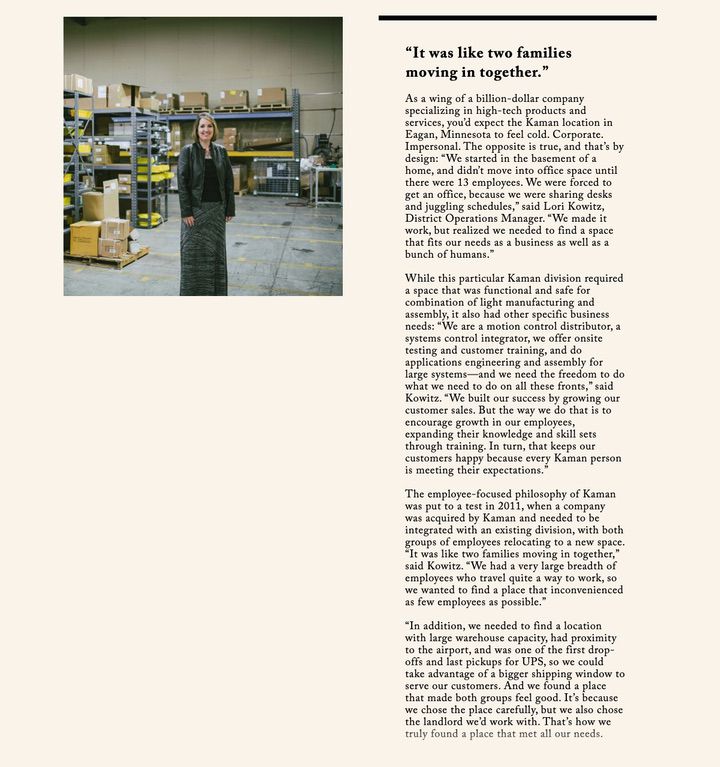 “It was like two families
moving in together.”
As a wing of a billion-dollar company
specializing in high-tech products and
services, you’d expect the Kaman location in
Eagan, Minnesota to feel cold. Corporate.
Impersonal. The opposite is true, and that’s by
design: “We started in the basement of a
home, and didn’t move into office space until
there were 13 employees. We were forced to
get an office, because we were sharing desks
and juggling schedules,” said Lori Kowitz,
District Operations Manager. “We made it
work, but realized we needed to find a space
that fits our needs as a business as well as a
bunch of humans.”
While this particular Kaman division required
a space that was functional and safe for
combination of light manufacturing and
assembly, it also had other specific business
needs: “We are a motion control distributor, a
systems control integrator, we offer onsite
testing and customer training, and do
applications engineering and assembly for
large systems—and we need the freedom to do
what we need to do on all these fronts,” said
Kowitz. “We built our success by growing our
customer sales. But the way we do that is to
encourage growth in our employees,
expanding their knowledge and skill sets
through training. In turn, that keeps our
customers happy because every Kaman person
is meeting their expectations.”
The employee-focused philosophy of Kaman
was put to a test in 2011, when a company
was acquired by Kaman and needed to be
integrated with an existing division, with both
groups of employees relocating to a new space.
“It was like two families moving in together,”
said Kowitz. “We had a very large breadth of
employees who travel quite a way to work, so
we wanted to find a place that inconvenienced
as few employees as possible.”
“In addition, we needed to find a location
with large warehouse capacity, had proximity
to the airport, and was one of the first drop-
offs and last pickups for UPS, so we could
take advantage of a bigger shipping window to
serve our customers. And we found a place
that made both groups feel good. It’s because
we chose the place carefully, but we also chose
the landlord we’d work with. That’s how we
truly found a place that met all our needs.